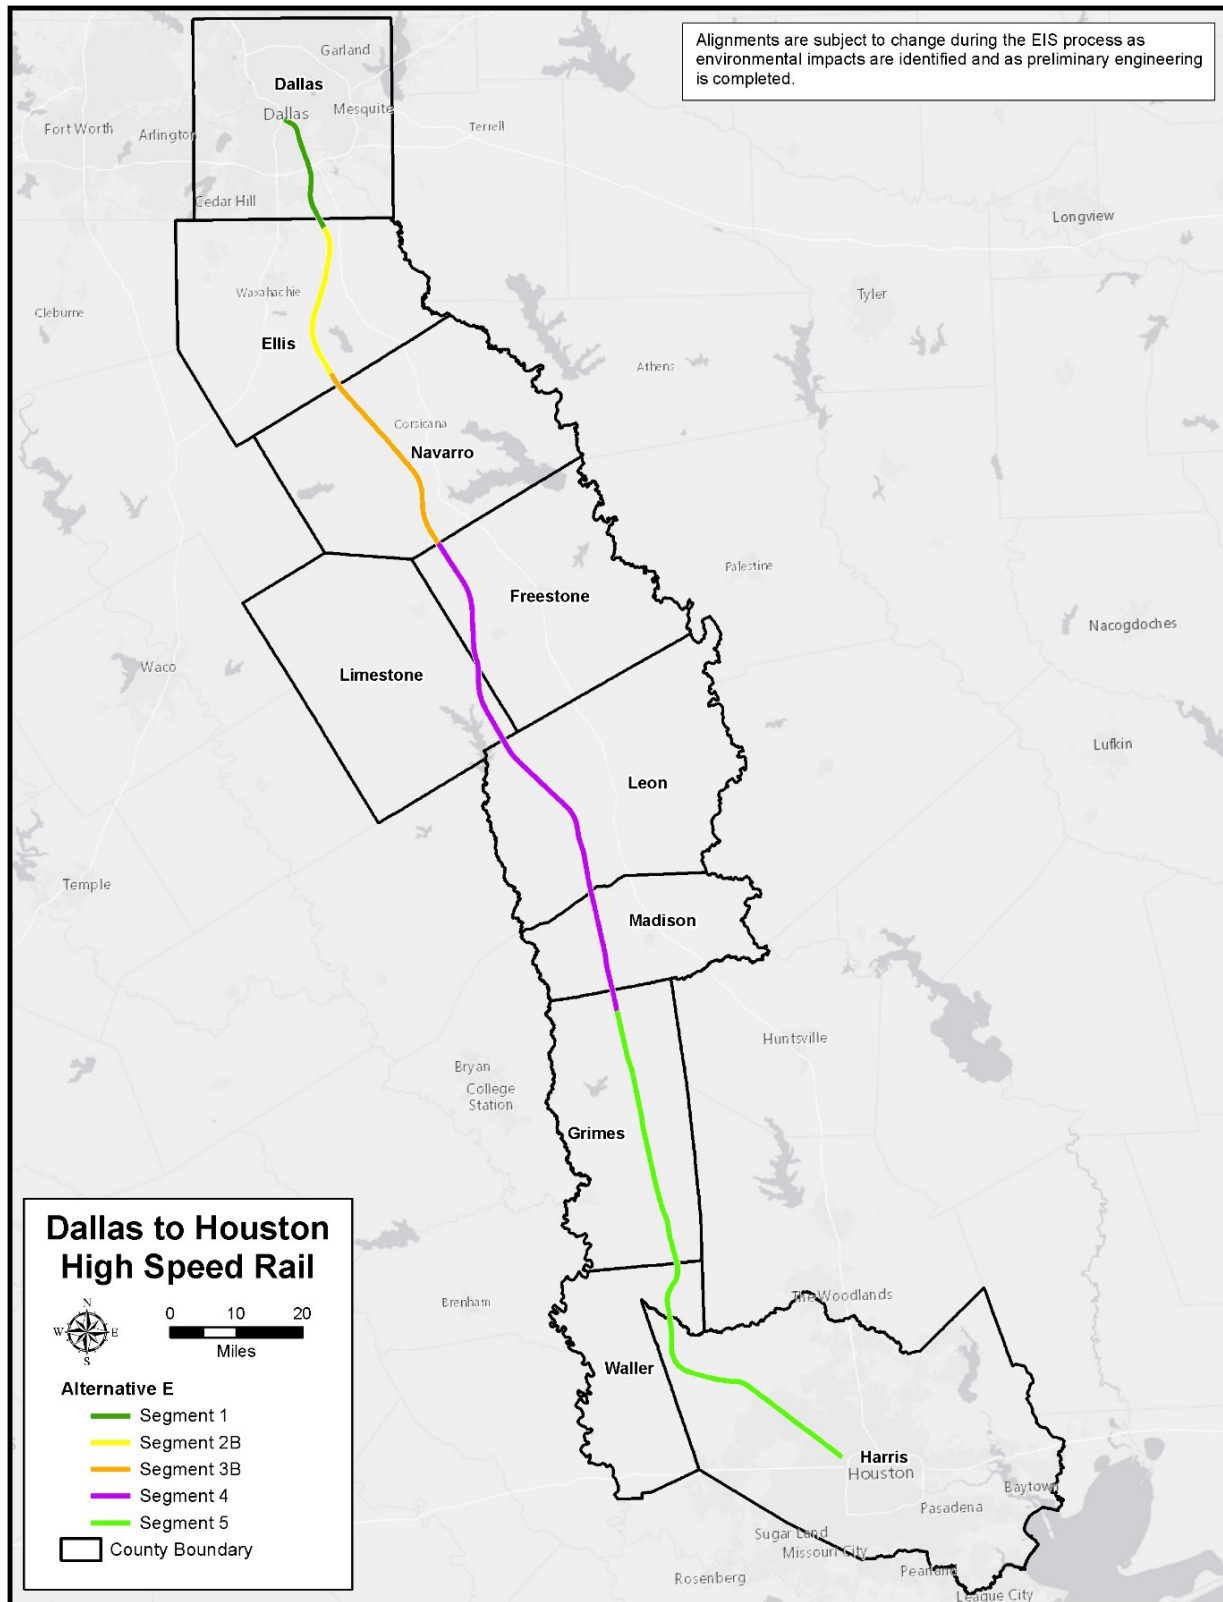 Alignments are subject to change during the EIS process as
environmental impacts are identified and as preliminary engineering
is completed.
Garland
Dallas
Dallas
Mesquite
Fort Worth
Arlington
Terrell
Cedar Hill
Longview
Waxahachie
Tyler
Cleburne
Ellis
Athens
Corsicana
Navarro
Palestine
Freestone
Nacogdoches
Waco
Limestone
Lufkin
Leon
Temple
Madison
Huntsville
Bryan
College
Station
Grimes
The Woodlands
Brenham
Waller
Harris
Houston
Baytown
Pasadena
Sugar Land
Missouri City
Pearland
Rosenberg
League City
Dallas to Houston
High Speed Rail
N
W E
S
0 10 20
Miles
Alternative E
Segment 1
Segment 2B
Segment 3B
Segment 4
Segment 5
County Boundary